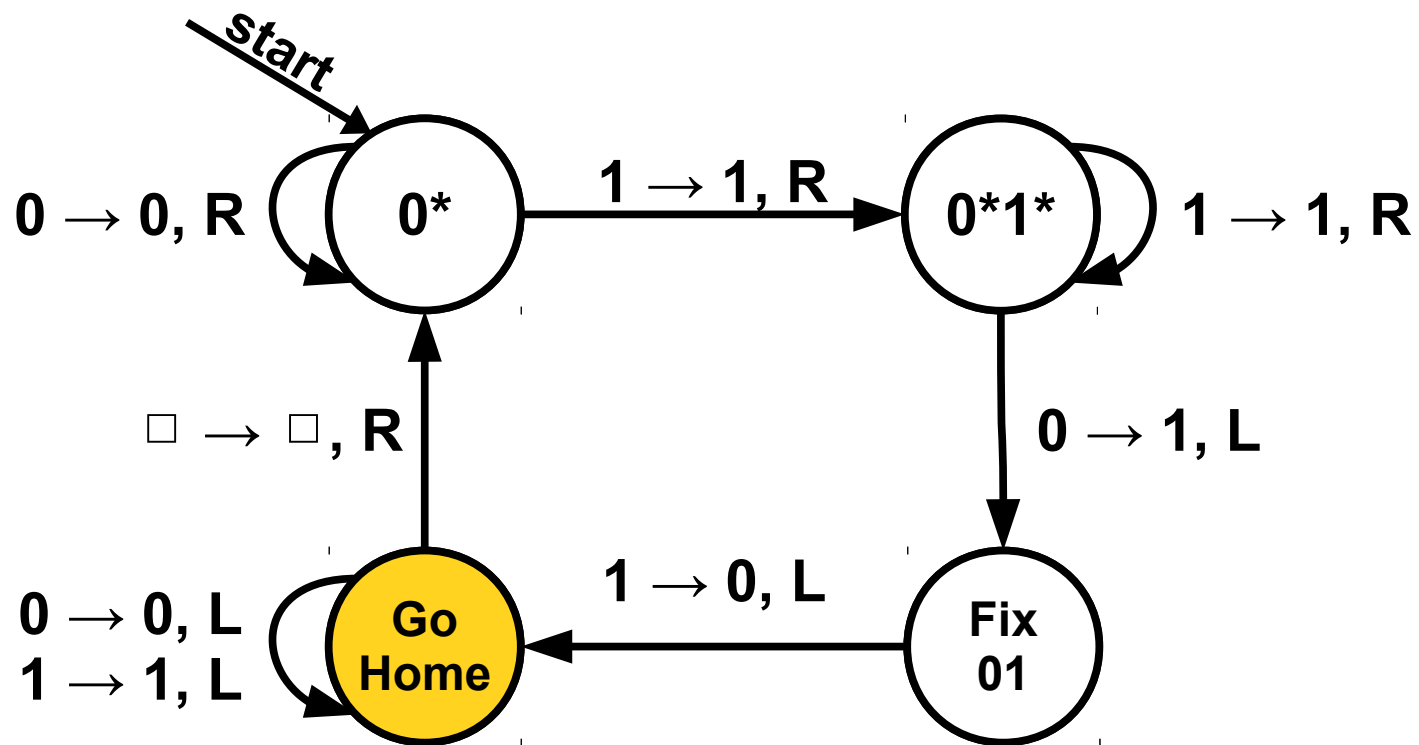 start
1 → 1, R
0 → 0, R
0*
0*1*
1 → 1, R
□ → □, R
0 → 1, L
1 → 0, L
0 → 0, L
1 → 1, L
Go
Home
Fix
01